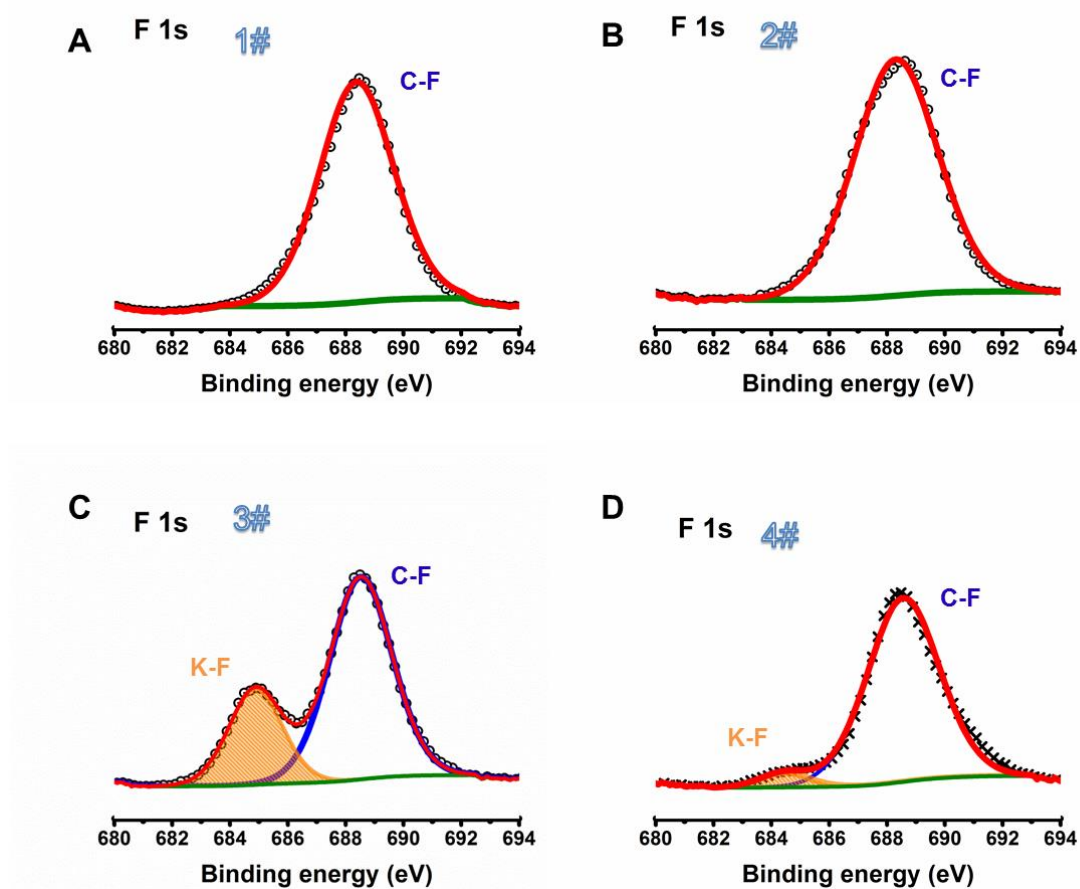 A
F 1s
1#
C-F
680 682 684 686 688 690 692 694
Binding energy (eV)
B
F 1s
2#
C-F
680 682 684 686 688 690 692 694
Binding energy (eV)
C
F 1s
3#
C-F
K-F
680 682 684 686 688 690 692 694
Binding energy (eV)
D
F 1s
4#
C-F
K-F
680 682 684 686 688 690 692 694
Binding energy (eV)